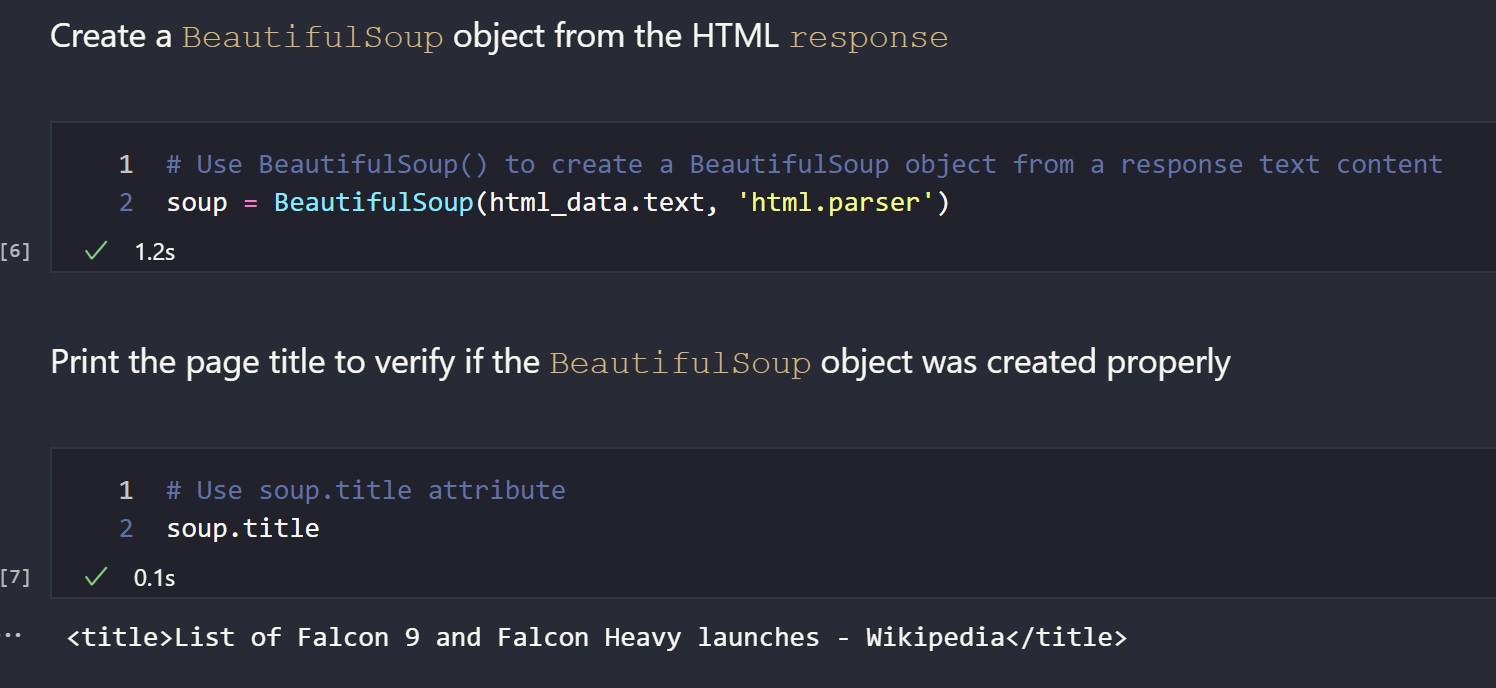 Create a BeautifulSoup object from the HTML response
1 # Use BeautifulSoup() to create a BeautifulSoup object from a response text content
2 soup = BeautifulSoup(html_data.text, 'html.parser')
[6] ✓ 1.2s
Print the page title to verify if the BeautifulSoup object was created properly
1 # Use soup.title attribute
2 soup.title
[7] ✓ 0.1s
... <title>List of Falcon 9 and Falcon Heavy launches - Wikipedia</title>